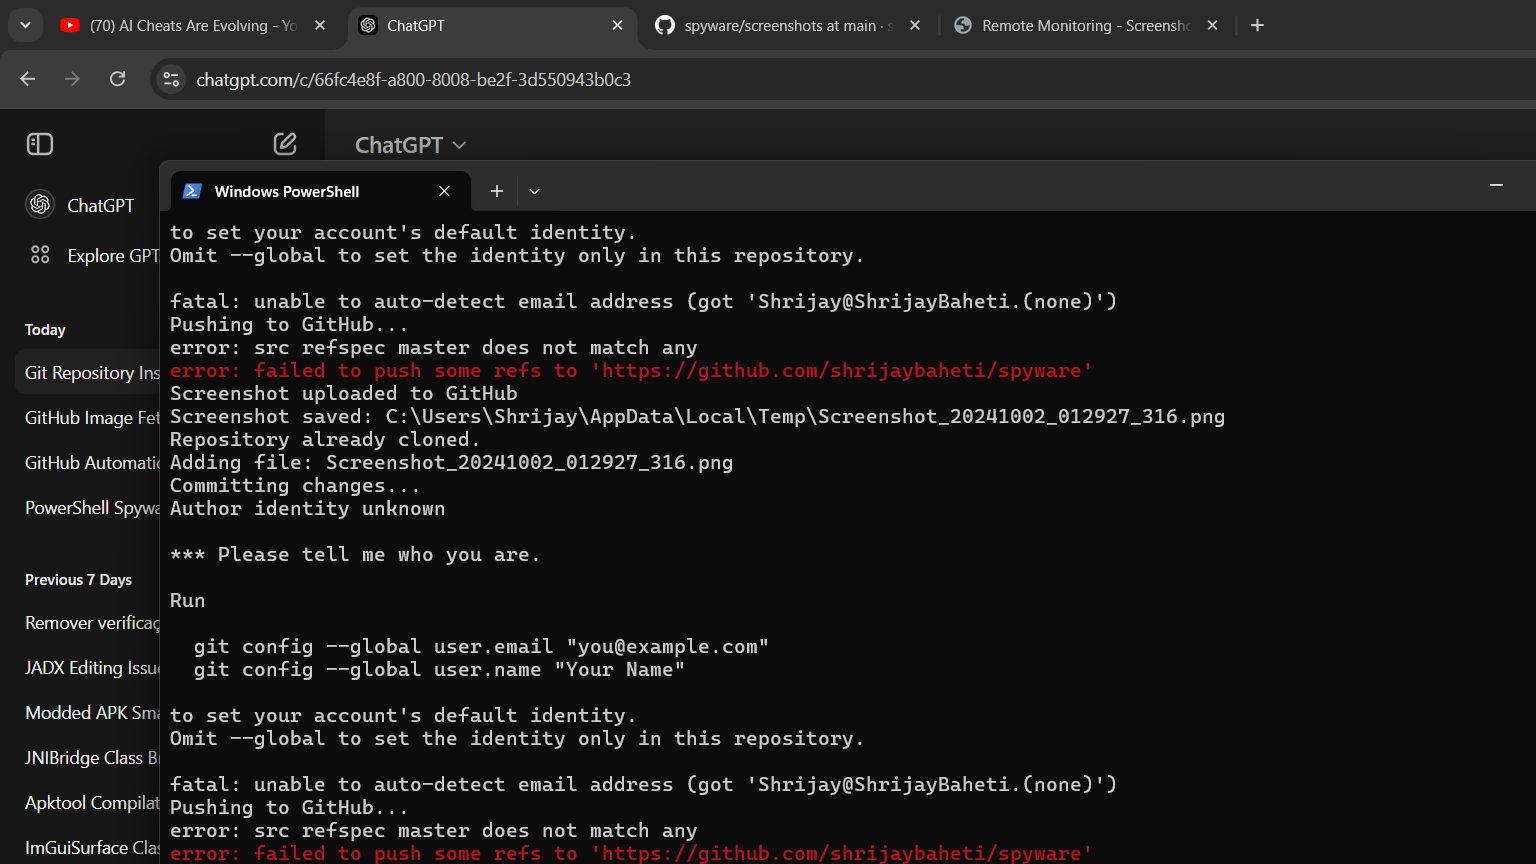 (70) AI Cheats Are Evolving - Yo
ChatGPT
spyware/screenshots at main · s
Remote Monitoring - Screensho
chatgpt.com/c/66fc4e8f-a800-8008-be2f-3d550943b0c3
ChatGPT
ChatGPT
Explore GPT
Today
Git Repository Ins
GitHub Image Fet
GitHub Automatic
PowerShell Spywa
Previous 7 Days
Remover verificaç
JADX Editing Issue
Modded APK Sma
JNIBridge Class Br
Apktool Compilat
ImGuiSurface Clas
Windows PowerShell
to set your account's default identity.
Omit --global to set the identity only in this repository.
fatal: unable to auto-detect email address (got 'Shrijay@ShrijayBaheti.(none)')
Pushing to GitHub...
error: src refspec master does not match any
error: failed to push some refs to 'https://github.com/shrijaybaheti/spyware'
Screenshot uploaded to GitHub
Screenshot saved: C:\Users\Shrijay\AppData\Local\Temp\Screenshot_20241002_012927_316.png
Repository already cloned.
Adding file: Screenshot_20241002_012927_316.png
Committing changes...
Author identity unknown
*** Please tell me who you are.
Run
git config --global user.email "you@example.com"
git config --global user.name "Your Name"
to set your account's default identity.
Omit --global to set the identity only in this repository.
fatal: unable to auto-detect email address (got 'Shrijay@ShrijayBaheti.(none)')
Pushing to GitHub...
error: src refspec master does not match any
error: failed to push some refs to 'https://github.com/shrijaybaheti/spyware'